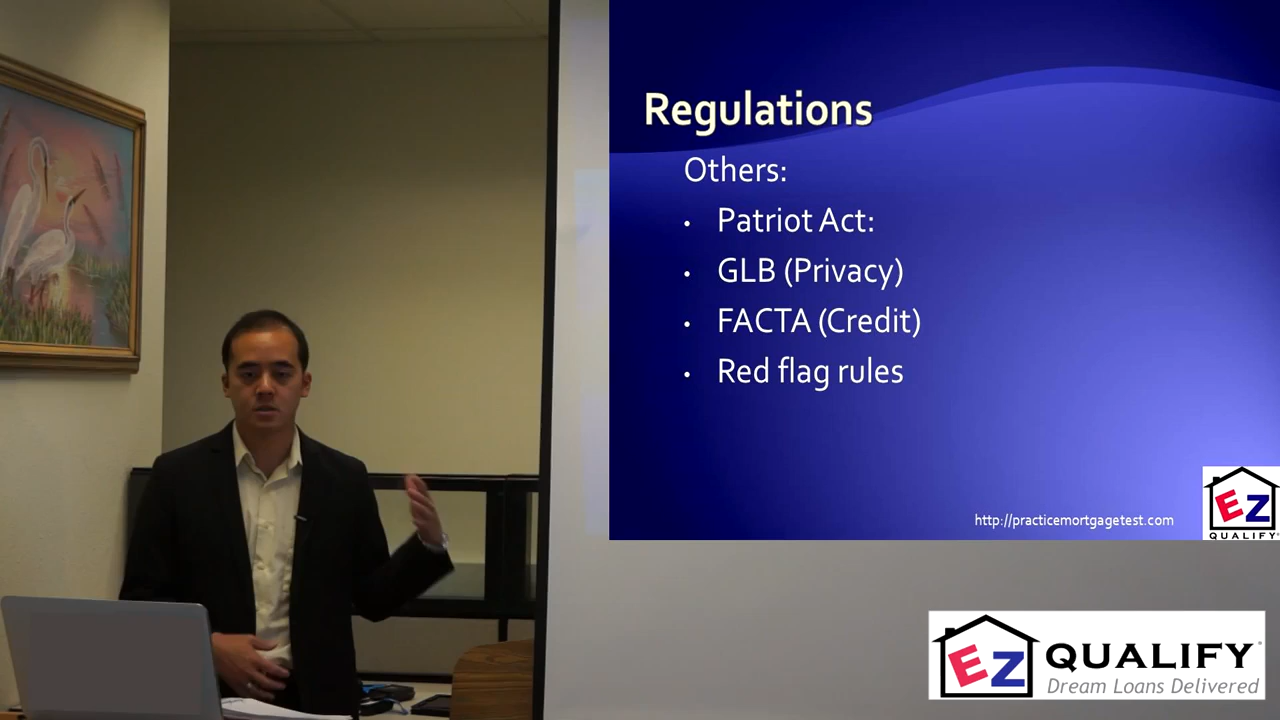 Regulations
Others:
• Patriot Act:
• GLB (Privacy)
• FACTA (Credit)
• Red flag rules
http://practicemortgagetest.com
EZ
QUALIFY
EZ QUALIFY
Dream Loans Delivered